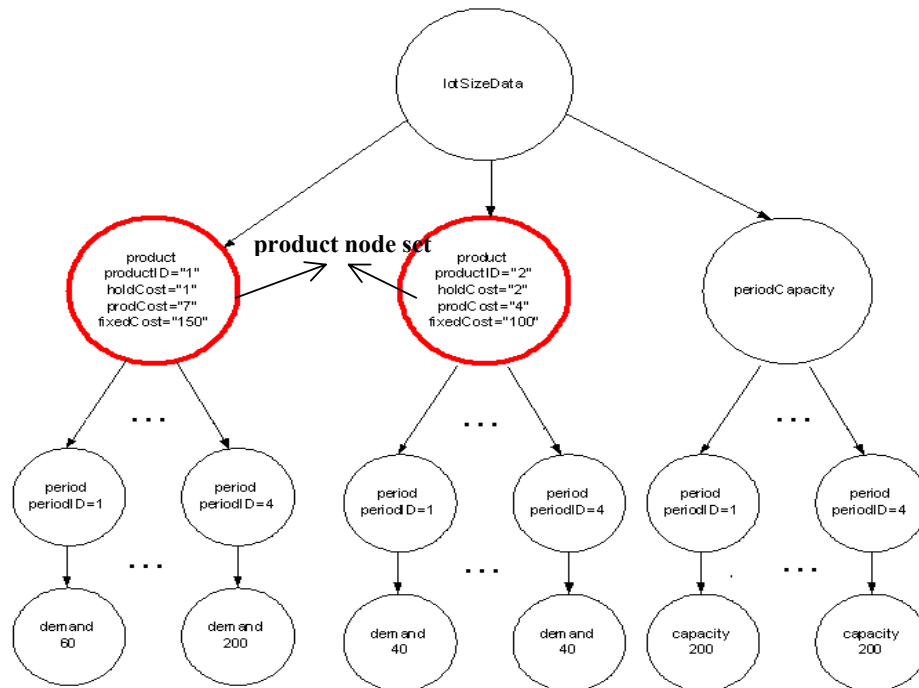 lotSizeData
product node set
product
productID="1"
holdCost="1"
prodCost="7"
fixedCost="150"
product
productID="2"
holdCost="2"
prodCost="4"
fixedCost="100"
periodCapacity
...
...
...
period
periodID=1
period
periodID=4
period
periodID=1
period
periodID=4
period
periodID=1
period
periodID=4
...
...
...
demand
60
demand
200
demand
40
demand
40
capacity
200
capacity
200